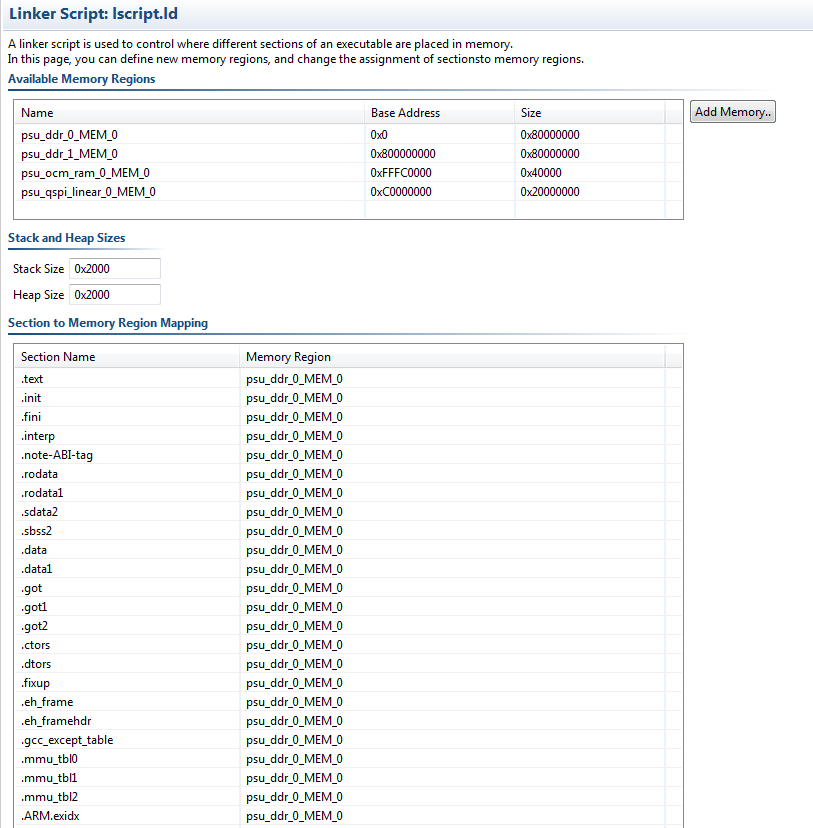 Linker Script: lscript.ld
A linker script is used to control where different sections of an executable are placed in memory.
In this page, you can define new memory regions, and change the assignment of sectionsto memory regions.
Available Memory Regions
Name Base Address Size
Add Memory..
psu_ddr_0_MEM_0 0x0 0x80000000
psu_ddr_1_MEM_0 0x800000000 0x80000000
psu_ocm_ram_0_MEM_0 0xFFFC0000 0x40000
psu_qspi_linear_0_MEM_0 0xC0000000 0x20000000
Stack and Heap Sizes
Stack Size 0x2000
Heap Size 0x2000
Section to Memory Region Mapping
Section Name Memory Region
.text psu_ddr_0_MEM_0
.init psu_ddr_0_MEM_0
.fini psu_ddr_0_MEM_0
.interp psu_ddr_0_MEM_0
.note-ABI-tag psu_ddr_0_MEM_0
.rodata psu_ddr_0_MEM_0
.rodata1 psu_ddr_0_MEM_0
.sdata2 psu_ddr_0_MEM_0
.sbss2 psu_ddr_0_MEM_0
.data psu_ddr_0_MEM_0
.data1 psu_ddr_0_MEM_0
.got psu_ddr_0_MEM_0
.got1 psu_ddr_0_MEM_0
.got2 psu_ddr_0_MEM_0
.ctors psu_ddr_0_MEM_0
.dtors psu_ddr_0_MEM_0
.fixup psu_ddr_0_MEM_0
.eh_frame psu_ddr_0_MEM_0
.eh_framehdr psu_ddr_0_MEM_0
.gcc_except_table psu_ddr_0_MEM_0
.mmu_tbl0 psu_ddr_0_MEM_0
.mmu_tbl1 psu_ddr_0_MEM_0
.mmu_tbl2 psu_ddr_0_MEM_0
.ARM.exidx psu_ddr_0_MEM_0